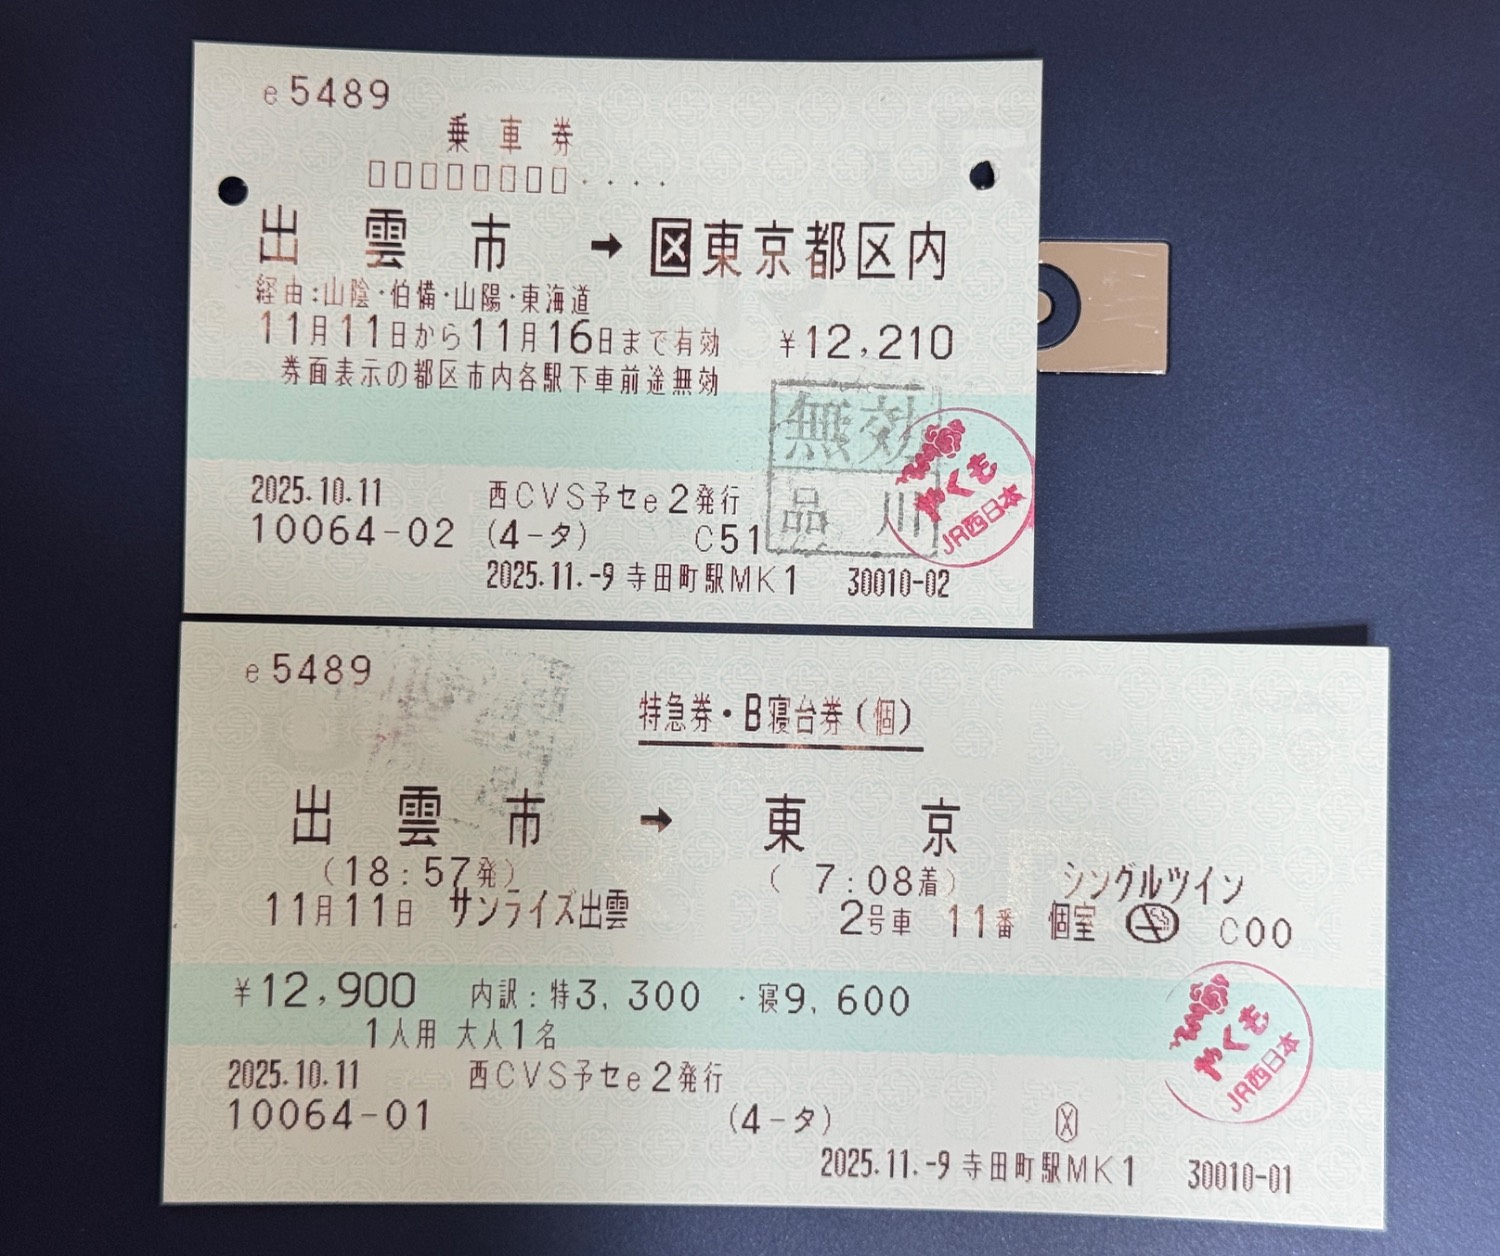 e5489
乗車券
□□□□□□□□····
出雲市 → 区東京都区内
経由:山陰・伯備・山陽・東海道
11月11日から11月16日まで有効 ¥12,210
券面表示の都区市内各駅下車前途無効
無効
品川
やくも
JR西日本
2025.10.11 西CVS予セe2発行
10064-02 (4-タ) C51
2025.11.-9 寺田町駅MK1 30010-02
e5489
特急券・B寝台券(個)
出雲市 → 東京
(18:57発) (7:08着) シングルツイン
11月11日 サンライズ出雲 2号車 11番 個室 C00
¥12,900 内訳:特3,300 ・寝9,600
1人用 大人1名
やくも
JR西日本
2025.10.11 西CVS予セe2発行
10064-01 (4-タ) X
2025.11.-9 寺田町駅MK1 30010-01